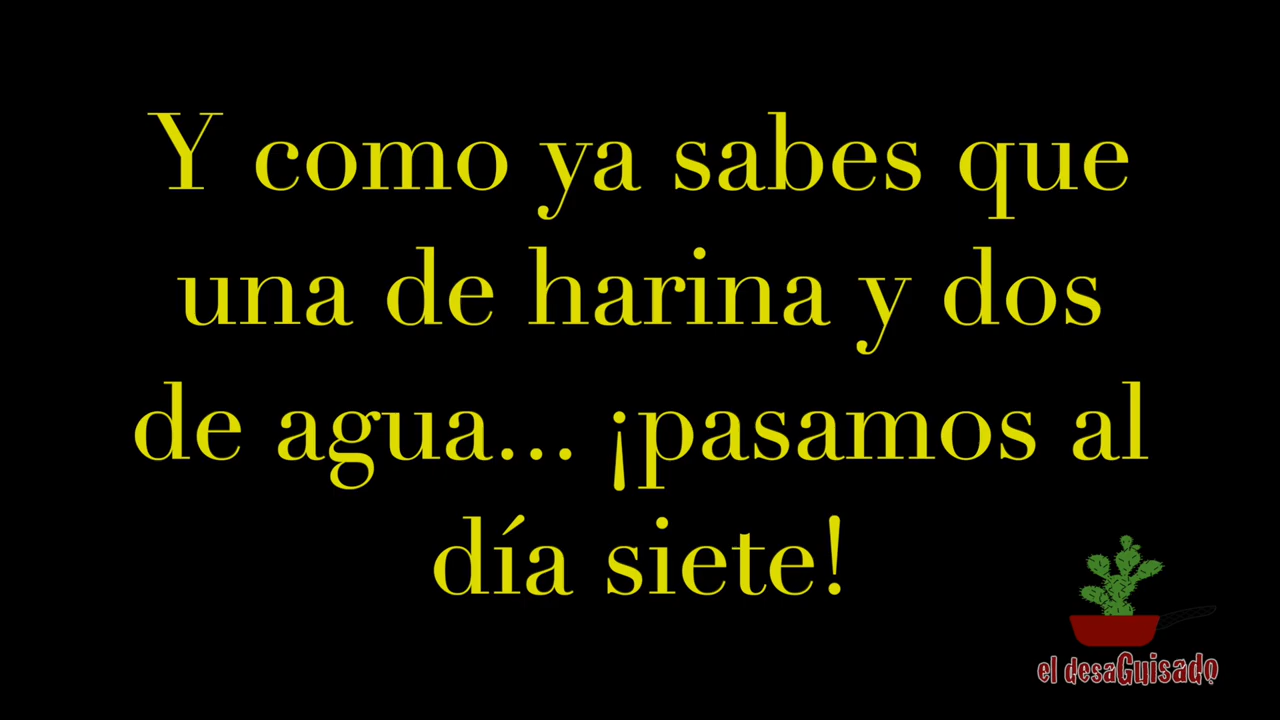 Y como ya sabes que
una de harina y dos
de agua... ¡pasamos al
día siete!
el desaGuisado